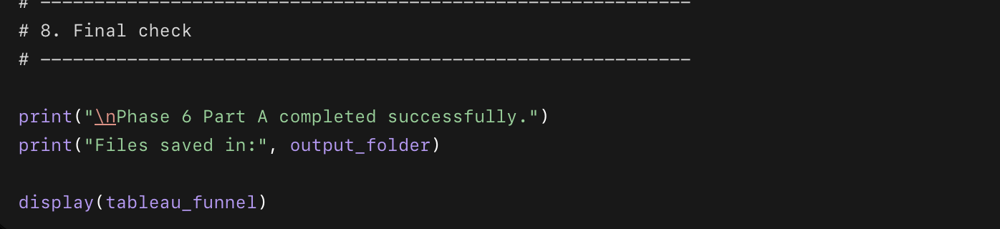 # ————————————————————————————————————————————————————————————
# 8. Final check
# ————————————————————————————————————————————————————————————
print("\nPhase 6 Part A completed successfully.")
print("Files saved in:", output_folder)
display(tableau_funnel)